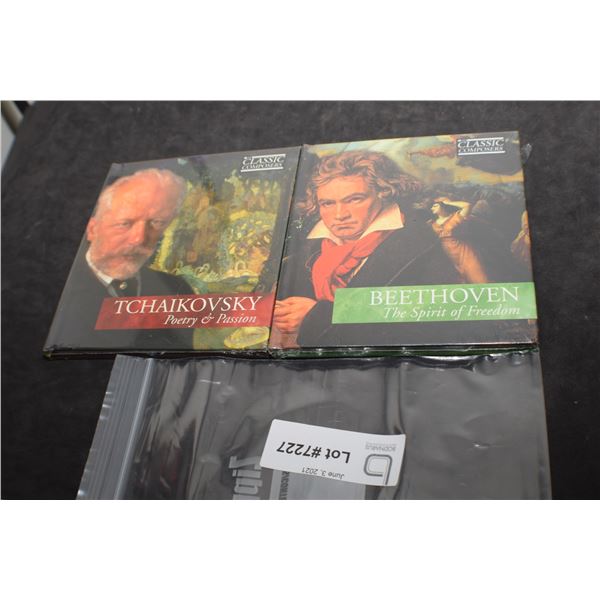 CLASSIC
COMPOSERS
TCHAIKOVSKY
Poetry & Passion
CLASSIC
COMPOSERS
BEETHOVEN
The Spirit of Freedom
Lot #7227
June 3, 2021